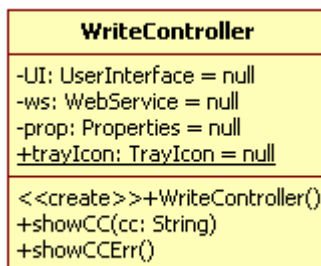 WriteController
-UI: UserInterface = null
-ws: WebService = null
-prop: Properties = null
+trayIcon: TrayIcon = null
<<create>>+WriteController()
+showCC(cc: String)
+showCCErr()